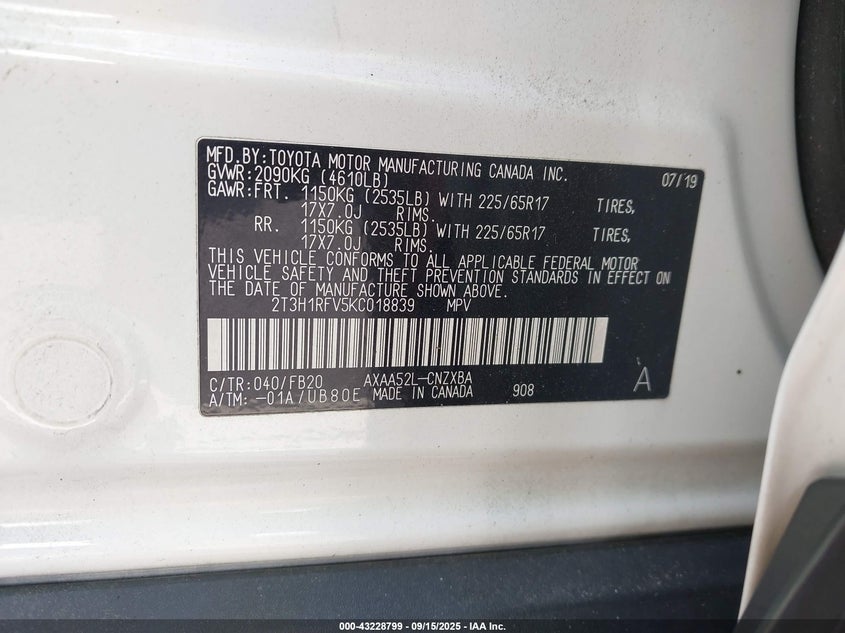 MFD.BY:TOYOTA MOTOR MANUFACTURING CANADA INC. 07/19
GVWR:2090KG (4610LB)
GAWR:FRT. 1150KG (2535LB) WITH 225/65R17 TIRES,
17X7.0J RIMS.
RR. 1150KG (2535LB) WITH 225/65R17 TIRES,
17X7.0J RIMS.
THIS VEHICLE CONFORMS TO ALL APPLICABLE FEDERAL MOTOR
VEHICLE SAFETY AND THEFT PREVENTION STANDARDS IN EFFECT ON
THE DATE OF MANUFACTURE SHOWN ABOVE.
2T3H1RFV5KC018839 MPV
C/TR:040/FB20 AXAA52L-CNZXBA
A/TM:-01A/UB80E MADE IN CANADA 908 A
000-43228799 - 09/15/2025 - IAA Inc.